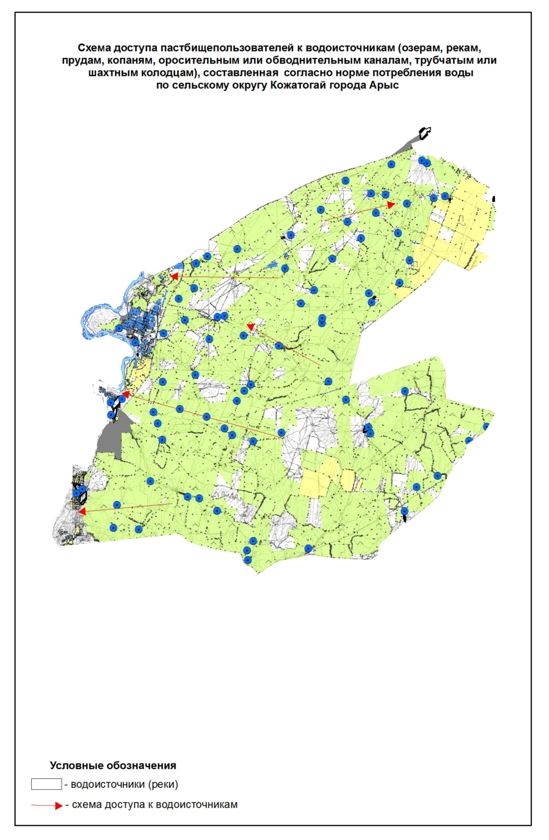 Схема доступа пастбищепользователей к водоисточникам (озерам, рекам,
прудам, копаням, оросительным или обводнительным каналам, трубчатым или
шахтным колодцам), составленная согласно норме потребления воды
по сельскому округу Кожатогай города Арыс
Условные обозначения
- водоисточники (реки)
- схема доступа к водоисточникам